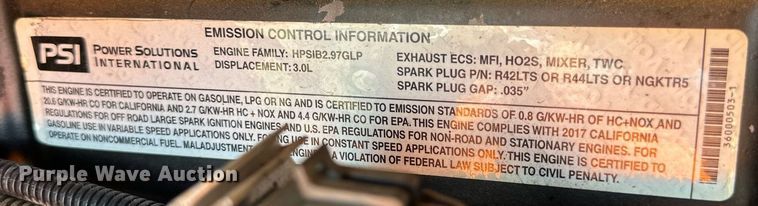 EMISSION CONTROL INFORMATION
PSI POWER SOLUTIONS INTERNATIONAL
ENGINE FAMILY: HPSIB2.97GLP
DISPLACEMENT: 3.0L
EXHAUST ECS: MFI, HO2S, MIXER, TWC
SPARK PLUG P/N: R42LTS OR R44LTS OR NGKTR5
SPARK PLUG GAP: .035"
THIS ENGINE IS CERTIFIED TO OPERATE ON GASOLINE, LPG OR NG AND IS CERTIFIED TO EMISSION STANDARDS OF 0.8 G/KW-HR OF HC+NOX AND
20.6 G/KW-HR CO FOR CALIFORNIA AND 2.7 G/KW-HR HC + NOX AND 4.4 G/KW-HR CO FOR EPA. THIS ENGINE COMPLIES WITH 2017 CALIFORNIA
REGULATIONS FOR OFF ROAD LARGE SPARK IGNITION ENGINES AND U.S. EPA REGULATIONS FOR NON-ROAD AND STATIONARY ENGINES. FOR
GASOLINE USE IN VARIABLE SPEED APPLICATIONS ONLY. FOR LPG USE IN CONSTANT SPEED APPLICATIONS ONLY. THIS ENGINE IS CERTIFIED TO
OPERATE ON NONCOMMERCIAL FUEL. MALADJUSTMENT ENGINE IS A VIOLATION OF FEDERAL LAW SUBJECT TO CIVIL PENALTY.
36000503-1
Purple Wave Auction